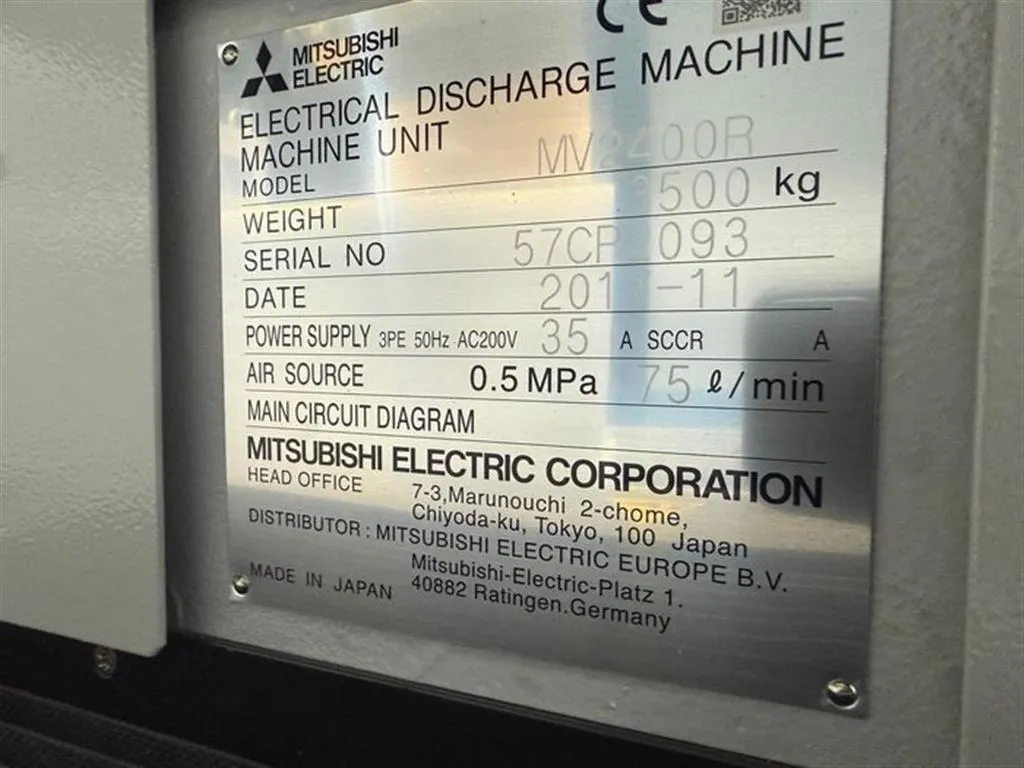 CE
MITSUBISHI
ELECTRIC
ELECTRICAL DISCHARGE MACHINE
MACHINE UNIT
MODEL MV2400R
WEIGHT kg
SERIAL NO
DATE
POWER SUPPLY 3PE 50Hz AC200V 35 A SCCR A
AIR SOURCE 0.5 MPa 75 ℓ/min
MAIN CIRCUIT DIAGRAM
MITSUBISHI ELECTRIC CORPORATION
HEAD OFFICE 7-3,Marunouchi 2-chome,
Chiyoda-ku, Tokyo, 100 Japan
DISTRIBUTOR : MITSUBISHI ELECTRIC EUROPE B.V.
Mitsubishi-Electric-Platz 1.
MADE IN JAPAN 40882 Ratingen.Germany